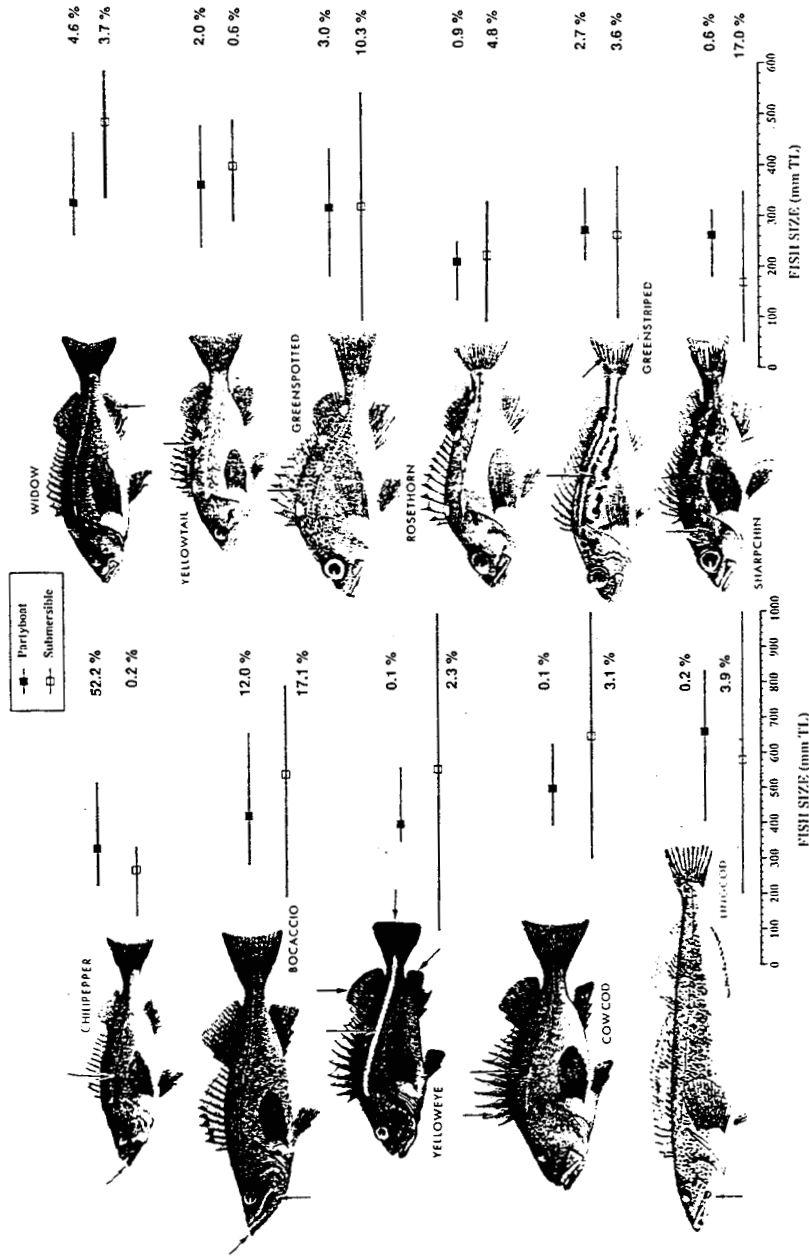 Partyboat
Submersible
CHILIPEPPER
52.2 %
0.2 %
BOCACCIO
12.0 %
17.1 %
YELLOWEYE
0.1 %
2.3 %
COWCOD
0.1 %
3.1 %
LINGCOD
0.2 %
3.9 %
0 100 200 300 400 500 600 700 800 900 1000
FISH SIZE (mm TL)
WIDOW
4.6 %
3.7 %
YELLOWTAIL
2.0 %
0.6 %
GREENSPOTTED
3.0 %
10.3 %
ROSETHORN
0.9 %
4.8 %
GREENSTRIPED
2.7 %
3.6 %
SHARPCHIN
0.6 %
17.0 %
0 100 200 300 400 500 600
FISH SIZE (mm TL)